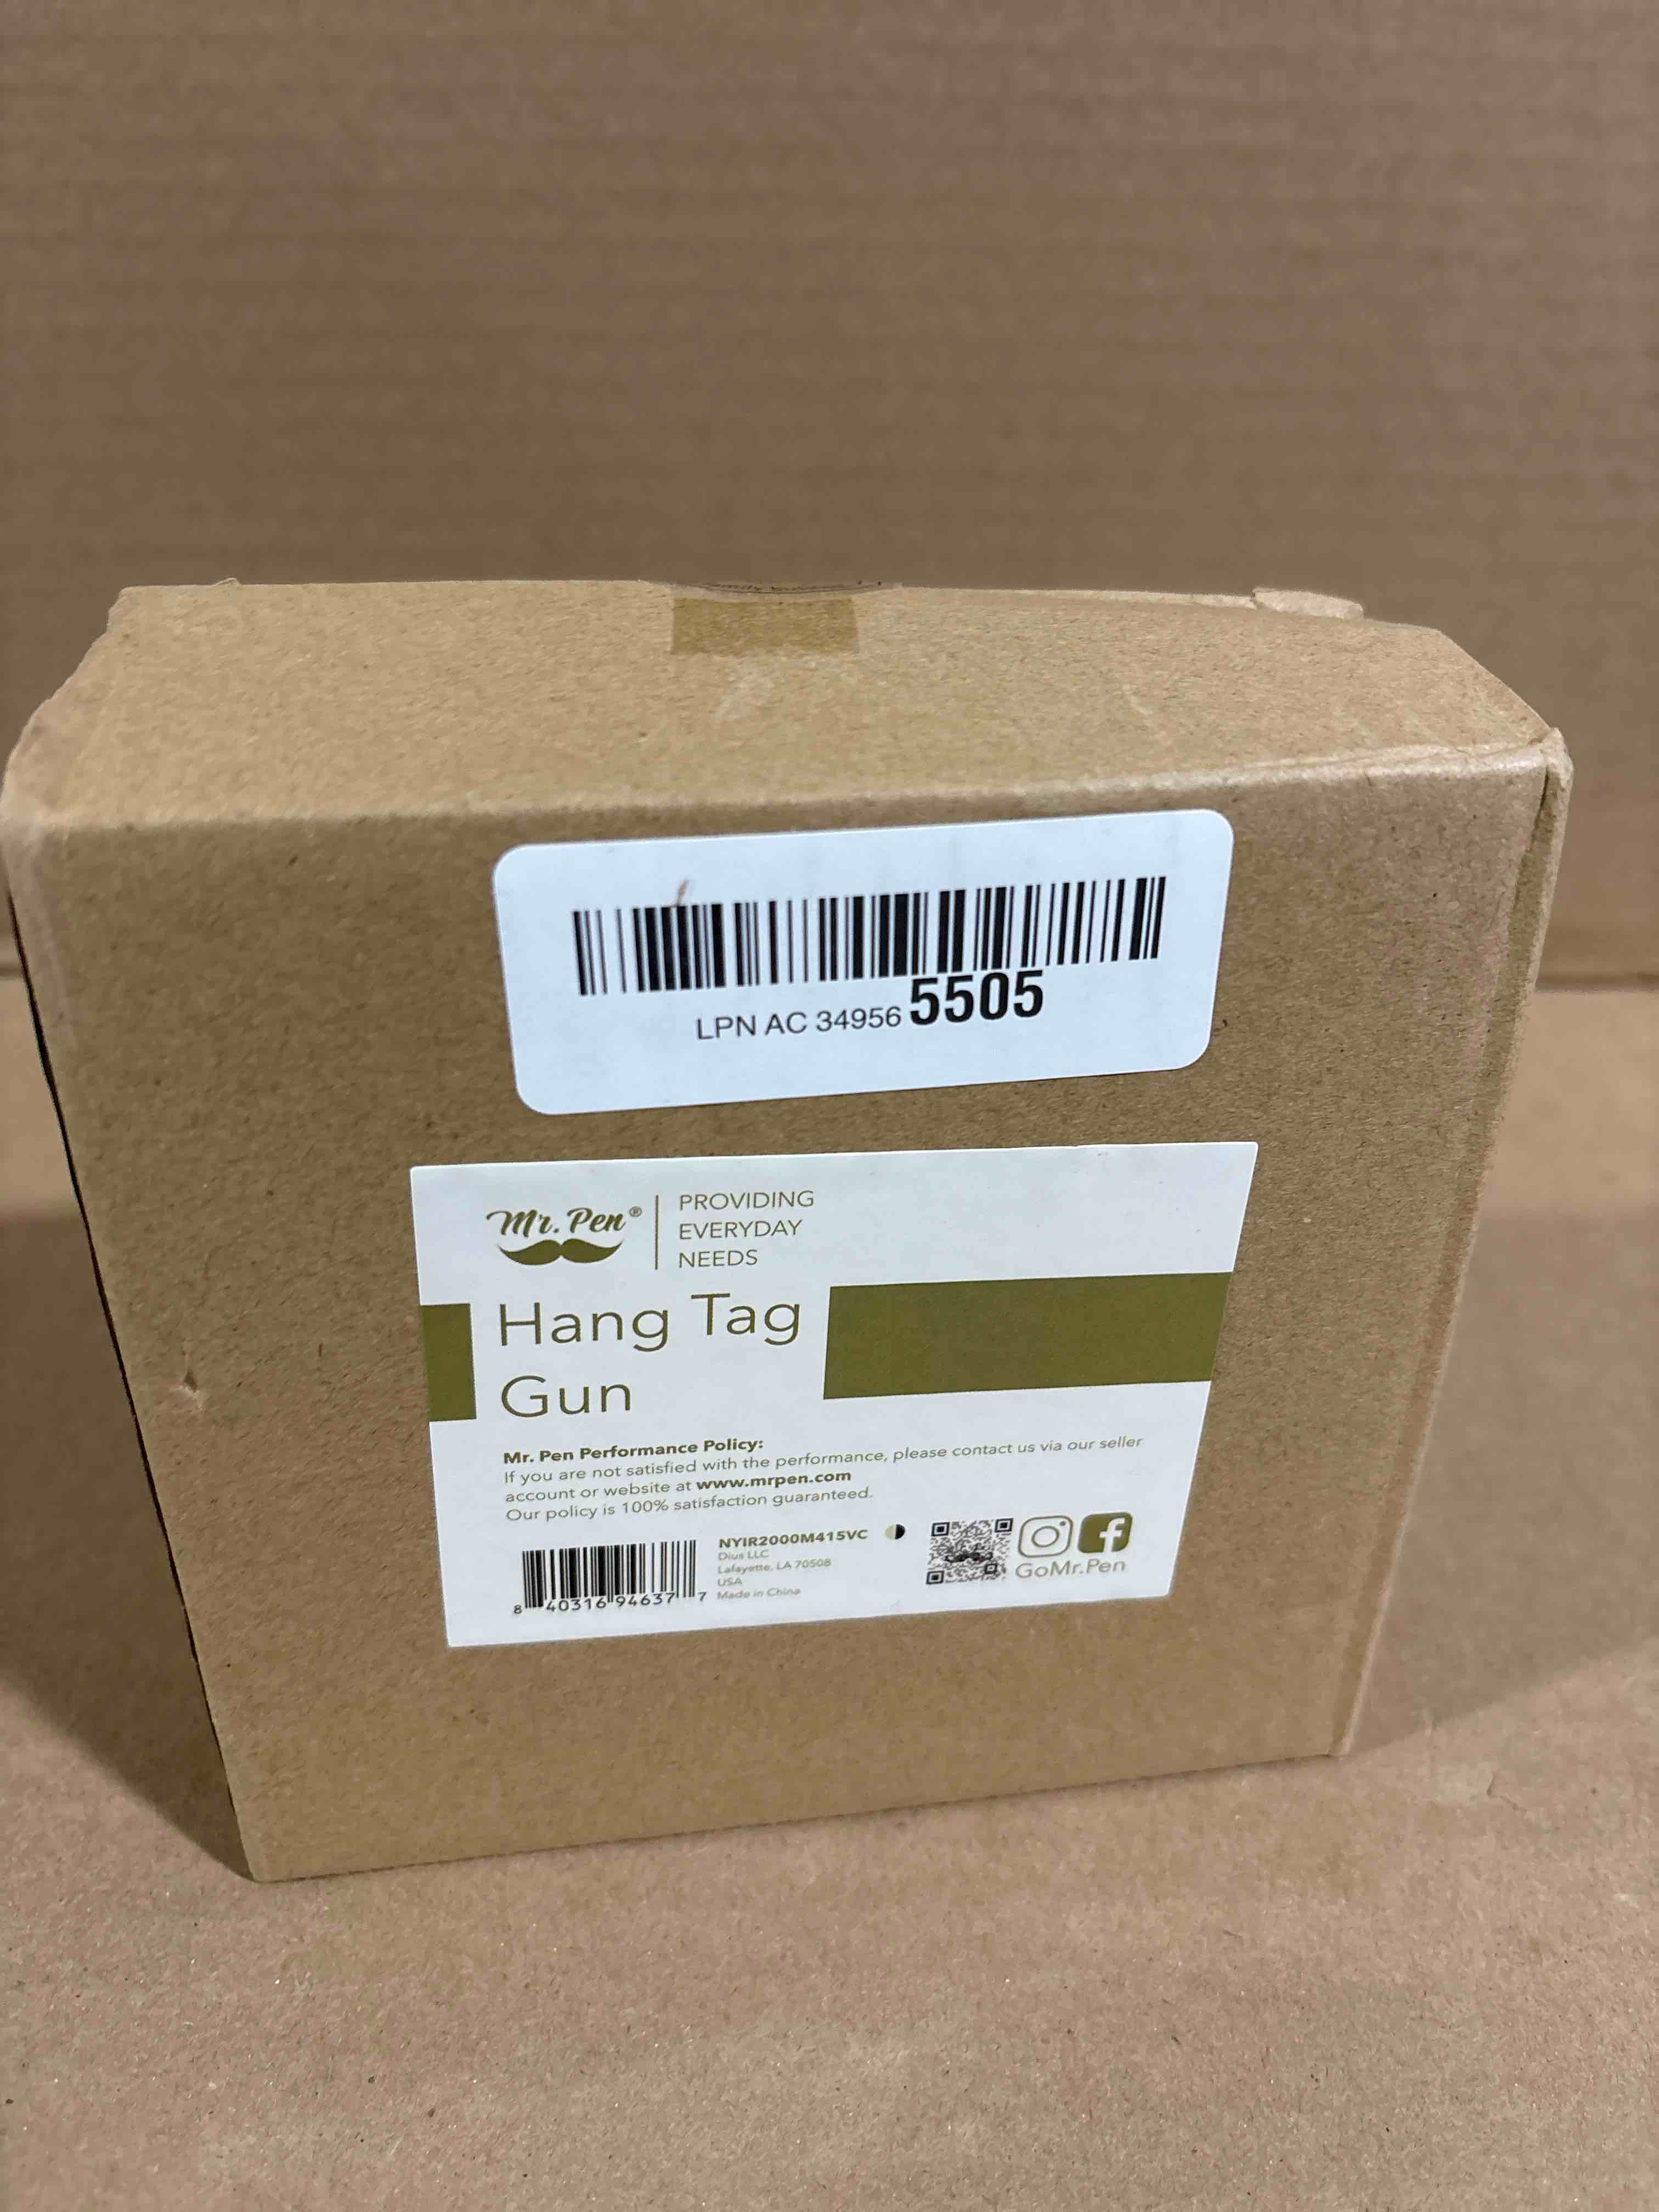 LPN AC 34956 5505
Mr. Pen®
PROVIDING
EVERYDAY
NEEDS
Hang Tag
Gun
Mr. Pen Performance Policy:
If you are not satisfied with the performance, please contact us via our seller
account or website at www.mrpen.com
Our policy is 100% satisfaction guaranteed.
NYIR2000M415VC
Dius LLC
Lafayette, LA 70508
USA
Made in China
8 40316 94637 7
GoMr.Pen